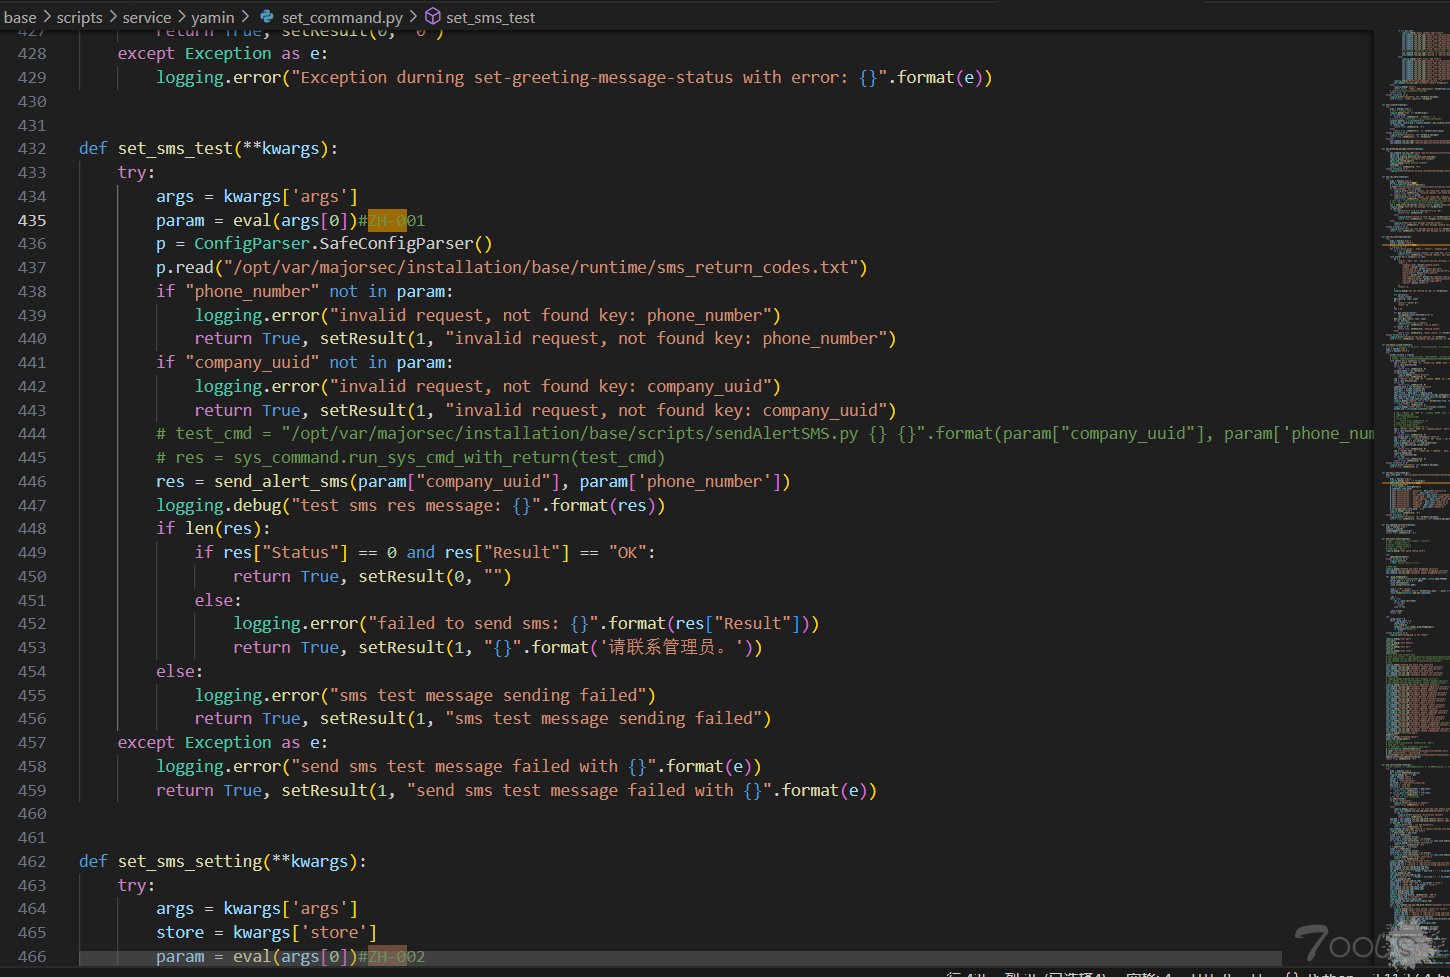 base > scripts > service > yamin > set_command.py > set_sms_test
427 return True, setResult(0, "0")
428 except Exception as e:
429 logging.error("Exception durning set-greeting-message-status with error: {}".format(e))
430
431
432 def set_sms_test(**kwargs):
433 try:
434 args = kwargs['args']
435 param = eval(args[0])#ZH-001
436 p = ConfigParser.SafeConfigParser()
437 p.read("/opt/var/majorsec/installation/base/runtime/sms_return_codes.txt")
438 if "phone_number" not in param:
439 logging.error("invalid request, not found key: phone_number")
440 return True, setResult(1, "invalid request, not found key: phone_number")
441 if "company_uuid" not in param:
442 logging.error("invalid request, not found key: company_uuid")
443 return True, setResult(1, "invalid request, not found key: company_uuid")
444 # test_cmd = "/opt/var/majorsec/installation/base/scripts/sendAlertSMS.py {} {}".format(param["company_uuid"], param['phone_num
445 # res = sys_command.run_sys_cmd_with_return(test_cmd)
446 res = send_alert_sms(param["company_uuid"], param['phone_number'])
447 logging.debug("test sms res message: {}".format(res))
448 if len(res):
449 if res["Status"] == 0 and res["Result"] == "OK":
450 return True, setResult(0, "")
451 else:
452 logging.error("failed to send sms: {}".format(res["Result"]))
453 return True, setResult(1, "{}".format('请联系管理员。'))
454 else:
455 logging.error("sms test message sending failed")
456 return True, setResult(1, "sms test message sending failed")
457 except Exception as e:
458 logging.error("send sms test message failed with {}".format(e))
459 return True, setResult(1, "send sms test message failed with {}".format(e))
460
461
462 def set_sms_setting(**kwargs):
463 try:
464 args = kwargs['args']
465 store = kwargs['store']
466 param = eval(args[0])#ZH-002